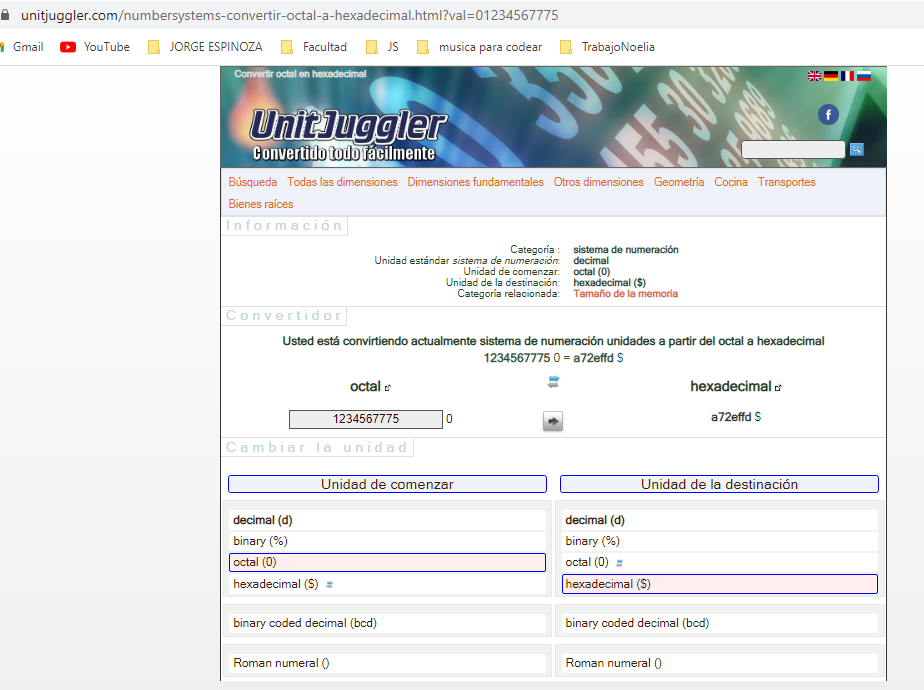 unitjuggler.com/numbersystems-convertir-octal-a-hexadecimal.html?val=01234567775
Gmail YouTube JORGE ESPINOZA Facultad JS musica para codear TrabajoNoelia
Convertir octal en hexadecimal
UnitJuggler
Convertido todo fácilmente
Búsqueda Todas las dimensiones Dimensiones fundamentales Otros dimensiones Geometría Cocina Transportes
Bienes raíces
Información
Categoría : sistema de numeración
Unidad estándar sistema de numeración: decimal
Unidad de comenzar: octal (0)
Unidad de la destinación: hexadecimal ($)
Categoría relacionada: Tamaño de la memoria
Convertidor
Usted está convirtiendo actualmente sistema de numeración unidades a partir del octal a hexadecimal
1234567775 0 = a72effd $
octal hexadecimal
1234567775 0 a72effd $
Cambiar la unidad
Unidad de comenzar Unidad de la destinación
decimal (d) decimal (d)
binary (%) binary (%)
octal (0) octal (0)
hexadecimal ($) hexadecimal ($)
binary coded decimal (bcd) binary coded decimal (bcd)
Roman numeral () Roman numeral ()